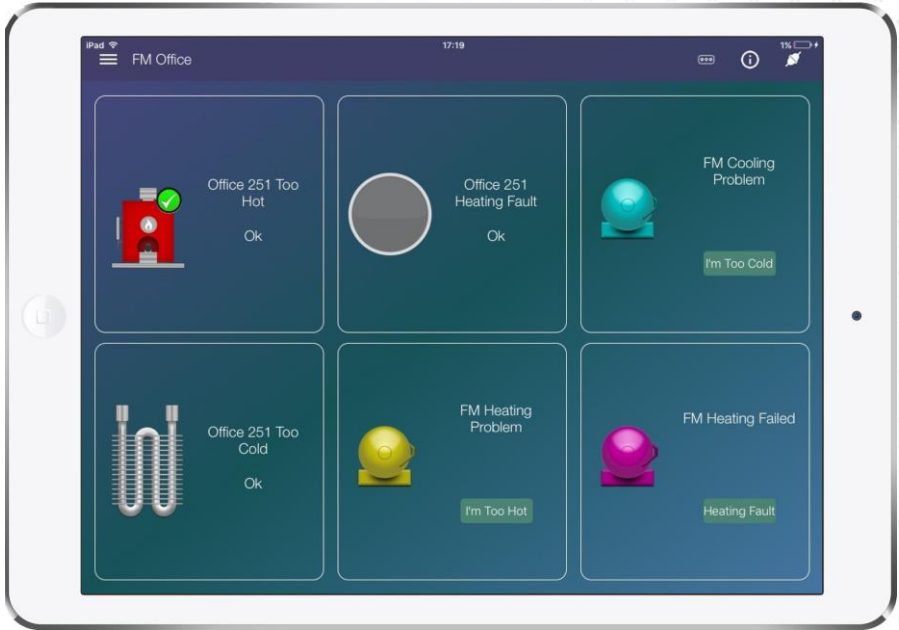 iPad
17:19
1%
FM Office
Office 251 Too
Hot
Ok
Office 251
Heating Fault
Ok
FM Cooling
Problem
I'm Too Cold
Office 251 Too
Cold
Ok
FM Heating
Problem
I'm Too Hot
FM Heating Failed
Heating Fault